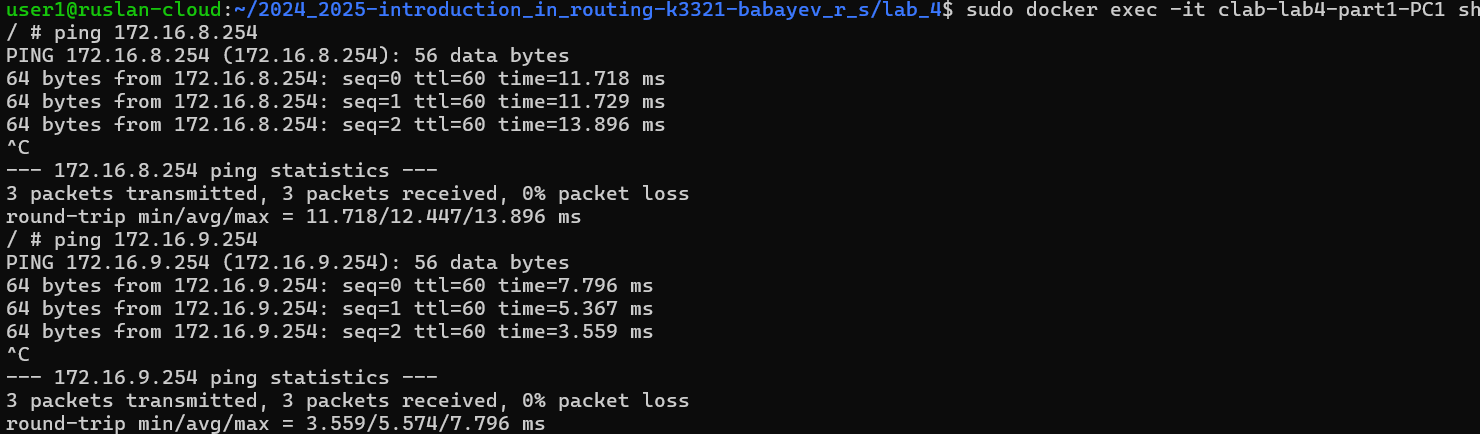 user1@ruslan-cloud:~/2024_2025-introduction_in_routing-k3321-babayev_r_s/lab_4$ sudo docker exec -it clab-lab4-part1-PC1 sh
/ # ping 172.16.8.254
PING 172.16.8.254 (172.16.8.254): 56 data bytes
64 bytes from 172.16.8.254: seq=0 ttl=60 time=11.718 ms
64 bytes from 172.16.8.254: seq=1 ttl=60 time=11.729 ms
64 bytes from 172.16.8.254: seq=2 ttl=60 time=13.896 ms
^C
--- 172.16.8.254 ping statistics ---
3 packets transmitted, 3 packets received, 0% packet loss
round-trip min/avg/max = 11.718/12.447/13.896 ms
/ # ping 172.16.9.254
PING 172.16.9.254 (172.16.9.254): 56 data bytes
64 bytes from 172.16.9.254: seq=0 ttl=60 time=7.796 ms
64 bytes from 172.16.9.254: seq=1 ttl=60 time=5.367 ms
64 bytes from 172.16.9.254: seq=2 ttl=60 time=3.559 ms
^C
--- 172.16.9.254 ping statistics ---
3 packets transmitted, 3 packets received, 0% packet loss
round-trip min/avg/max = 3.559/5.574/7.796 ms